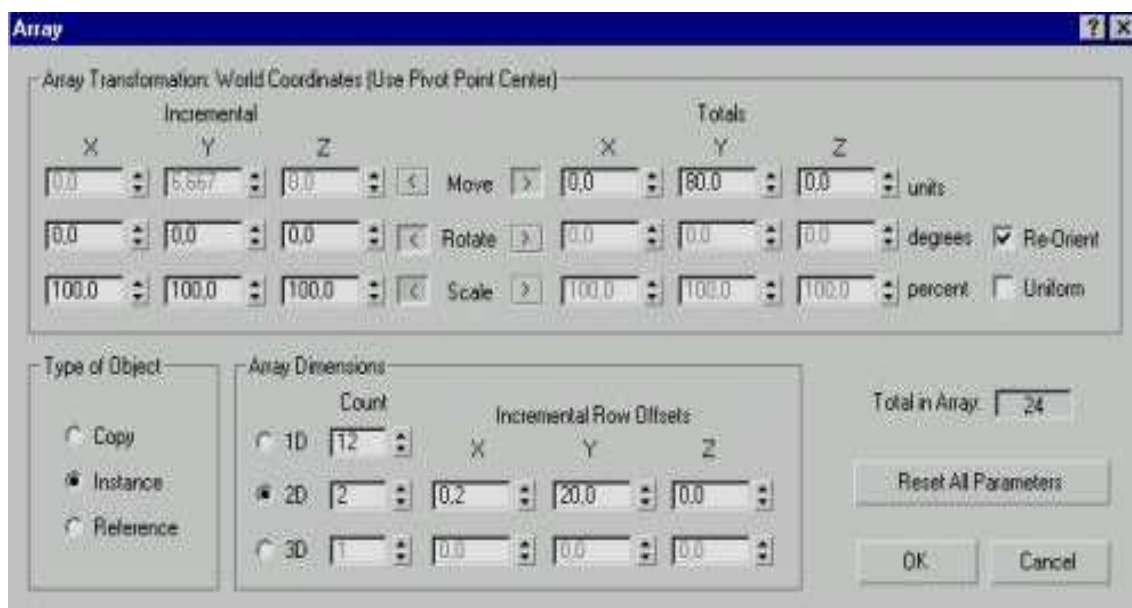 Array
Array Transformation: World Coordinates (Use Pivot Point Center)
Incremental Totals
X Y Z X Y Z
0.0 6.667 8.0 < Move > 0.0 80.0 0.0 units
0.0 0.0 0.0 < Rotate > 0.0 0.0 0.0 degrees Re-Orient
100.0 100.0 100.0 < Scale > 100.0 100.0 100.0 percent Uniform
Type of Object
Copy
Instance
Reference
Array Dimensions
Count
Incremental Row Offsets
1D 12 X Y Z
2D 2 0.2 20.0 0.0
3D 1 0.0 0.0 0.0
Total in Array: 24
Reset All Parameters
OK Cancel